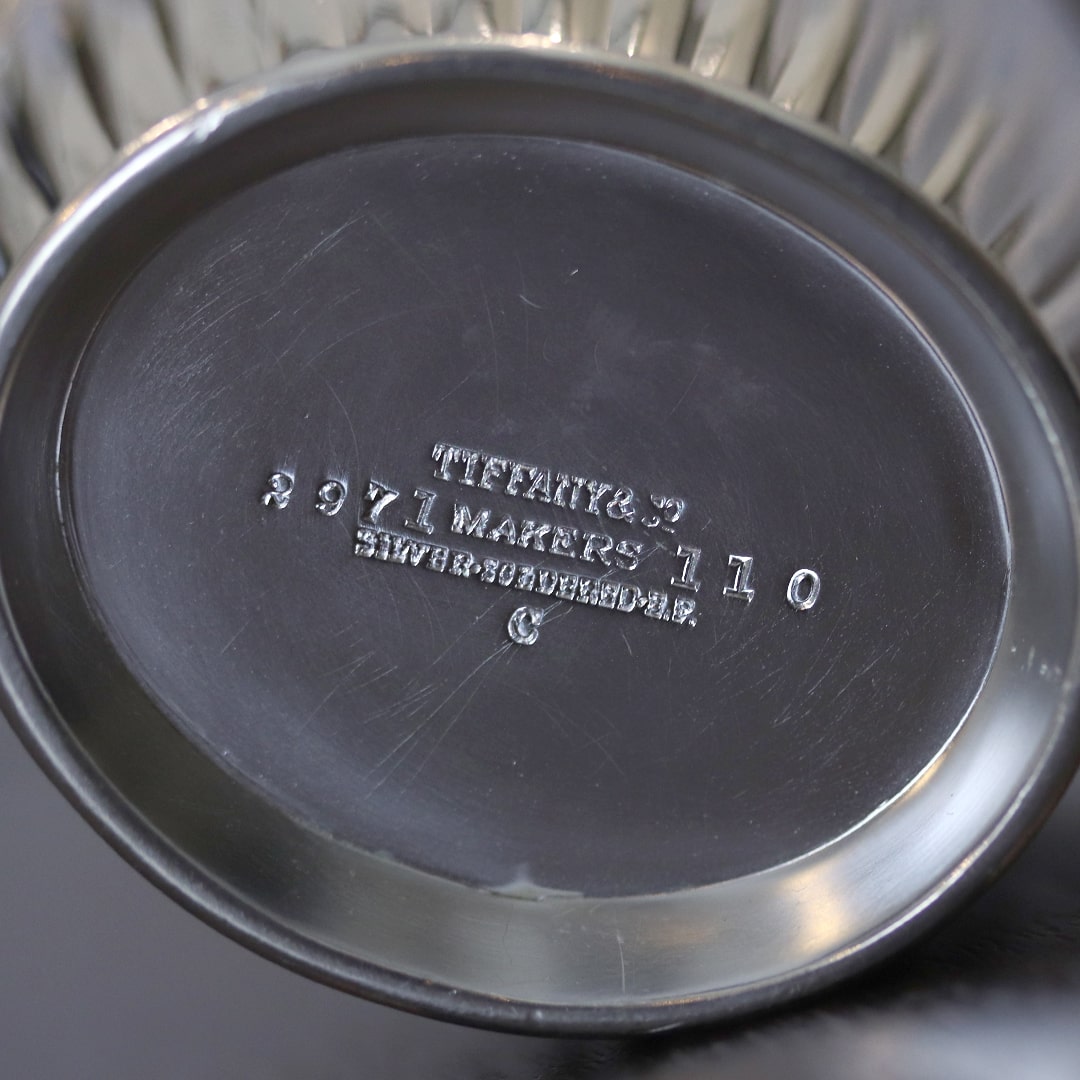 TIFFANY & Co
2971 MAKERS 110
SILVER·SOLDERED·E.P.
C